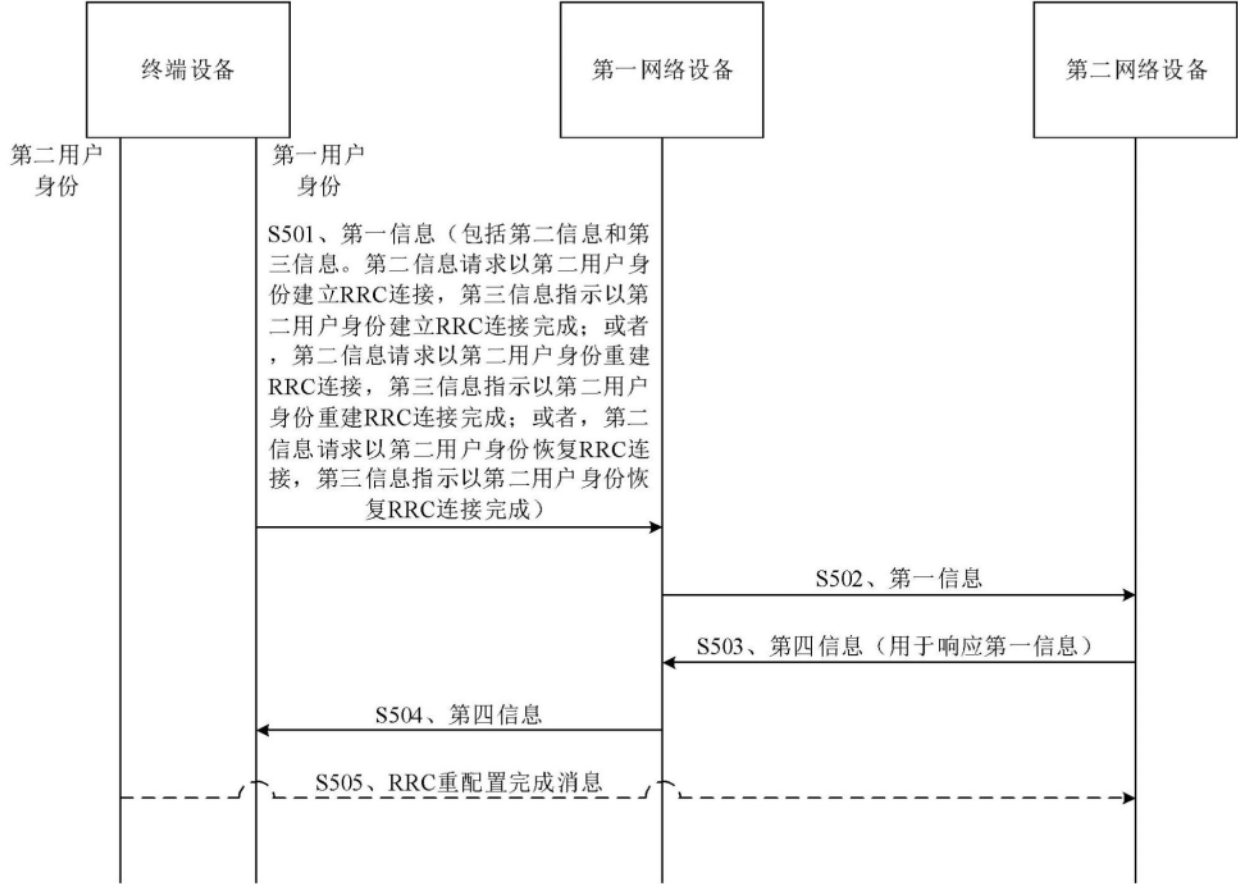 终端设备
第一网络设备
第二网络设备
第二用户
身份
第一用户
身份
S501、第一信息（包括第二信息和第
三信息。第二信息请求以第二用户身
份建立RRC连接，第三信息指示以第
二用户身份建立RRC连接完成；或者
，第二信息请求以第二用户身份重建
RRC连接，第三信息指示以第二用户
身份重建RRC连接完成；或者，第二
信息请求以第二用户身份恢复RRC连
接，第三信息指示以第二用户身份恢
复RRC连接完成）
S502、第一信息
S503、第四信息（用于响应第一信息）
S504、第四信息
S505、RRC重配置完成消息